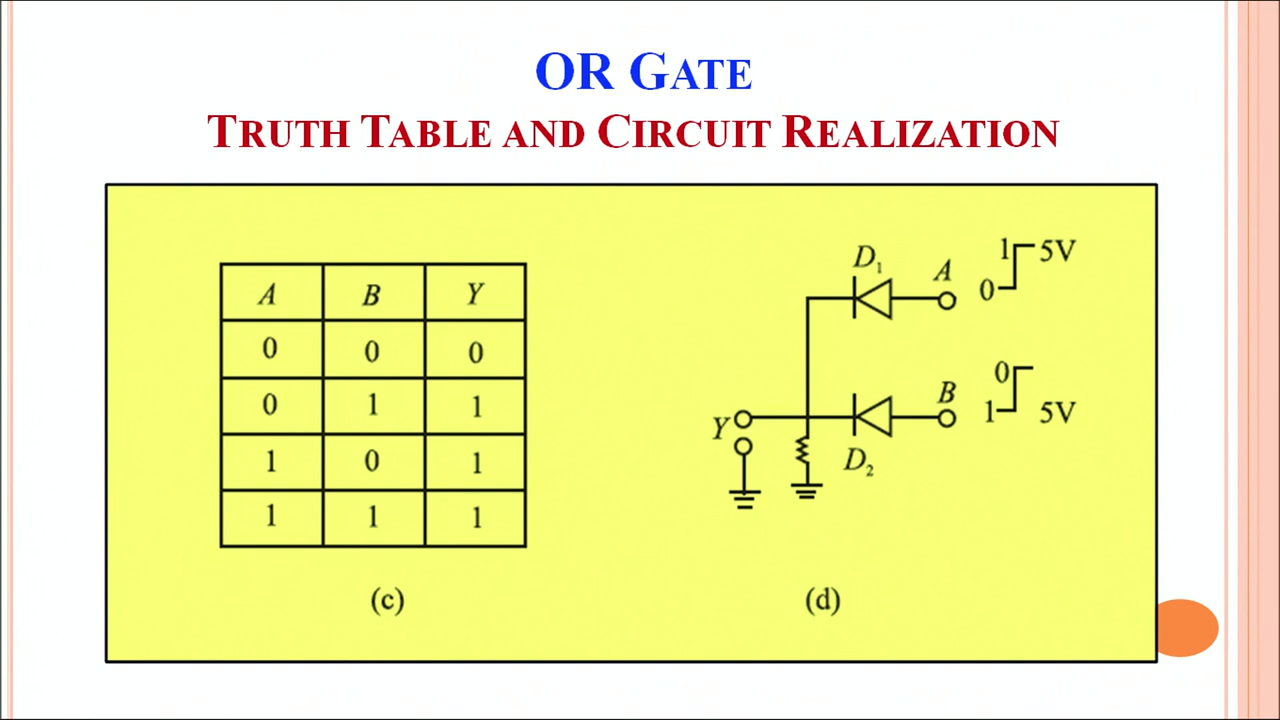 OR GATE
TRUTH TABLE AND CIRCUIT REALIZATION
A B Y
0 0 0
0 1 1
1 0 1
1 1 1
(c)
D₁
A
1 5V
0
D₂
B
0
1 5V
Y
(d)